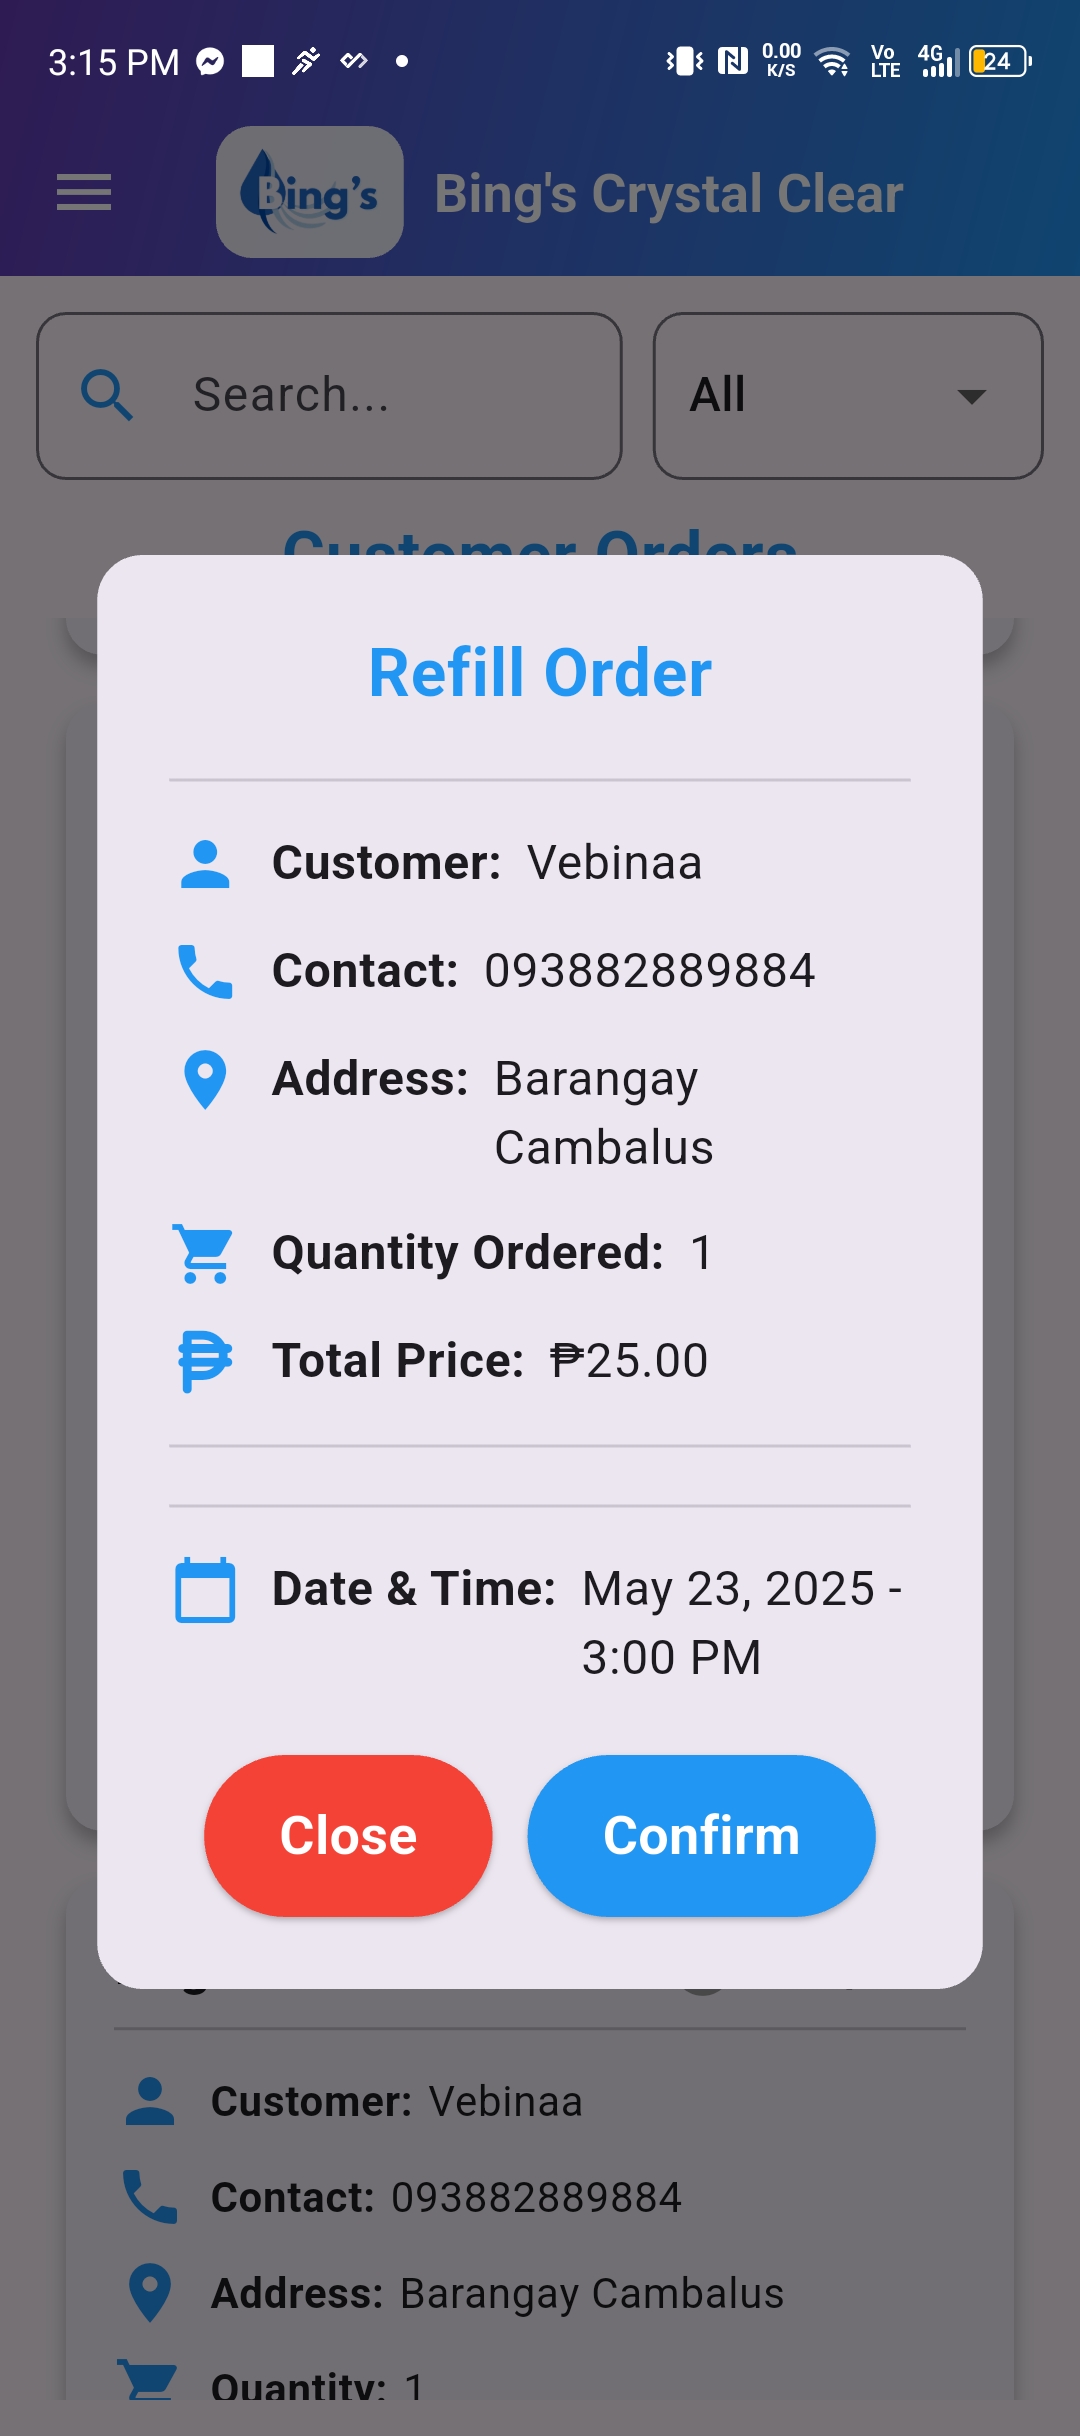 3:15 PM
0.00
K/S
Vo
LTE
4G
24
Bing's
Bing's Crystal Clear
Search...
All
Customer Orders
Refill Order
Customer: Vebinaa
Contact: 093882889884
Address: Barangay
Cambalus
Quantity Ordered: 1
Total Price: ₱25.00
Date & Time: May 23, 2025 -
3:00 PM
Close
Confirm
Customer: Vebinaa
Contact: 093882889884
Address: Barangay Cambalus
Quantity: 1